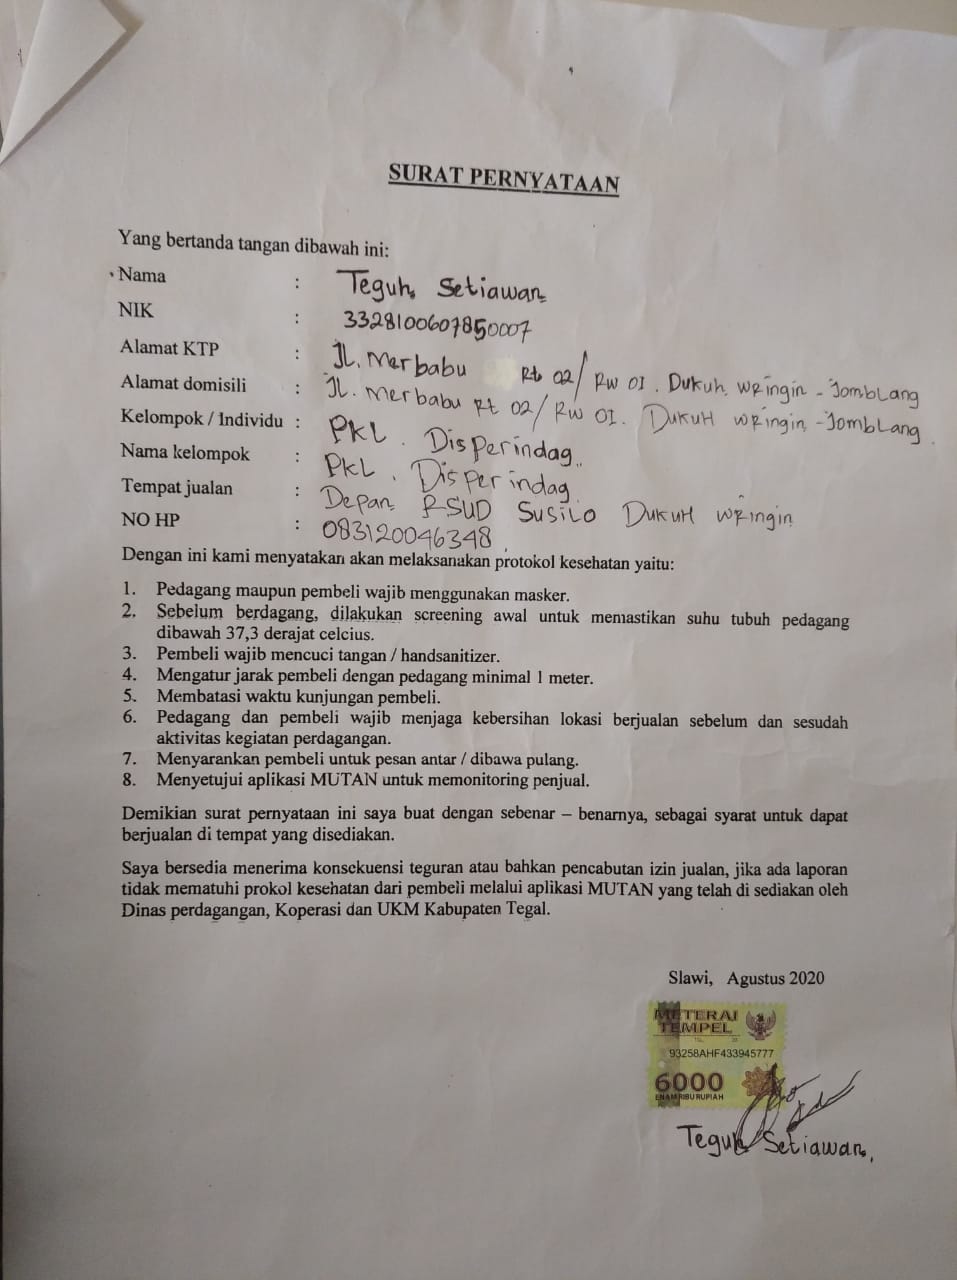 SURAT PERNYATAAN
Yang bertanda tangan dibawah ini:
Nama : Teguh Setiawan
NIK : 3328100607850007
Alamat KTP : JL. Merbabu Rt 02 / RW 01 . Dukuh wRingin - JombLang
Alamat domisili : JL. Merbabu Rt 02 / RW 01. DukuH wRingin - JombLang
Kelompok / Individu : PKL . Disperindag
Nama kelompok : PKL . Disperindag
Tempat jualan : Depan RSUD SusiLo DukuH wRingin
NO HP : 083120046348
Dengan ini kami menyatakan akan melaksanakan protokol kesehatan yaitu:
1. Pedagang maupun pembeli wajib menggunakan masker.
2. Sebelum berdagang, dilakukan screening awal untuk memastikan suhu tubuh pedagang
dibawah 37,3 derajat celcius.
3. Pembeli wajib mencuci tangan / handsanitizer.
4. Mengatur jarak pembeli dengan pedagang minimal 1 meter.
5. Membatasi waktu kunjungan pembeli.
6. Pedagang dan pembeli wajib menjaga kebersihan lokasi berjualan sebelum dan sesudah
aktivitas kegiatan perdagangan.
7. Menyarankan pembeli untuk pesan antar / dibawa pulang.
8. Menyetujui aplikasi MUTAN untuk memonitoring penjual.
Demikian surat pernyataan ini saya buat dengan sebenar – benarnya, sebagai syarat untuk dapat
berjualan di tempat yang disediakan.
Saya bersedia menerima konsekuensi teguran atau bahkan pencabutan izin jualan, jika ada laporan
tidak mematuhi prokol kesehatan dari pembeli melalui aplikasi MUTAN yang telah di sediakan oleh
Dinas perdagangan, Koperasi dan UKM Kabupaten Tegal.
Slawi, Agustus 2020
METERAI
TEMPEL
93258AHF433945777
6000
ENAM RIBU RUPIAH
Teguh Setiawan